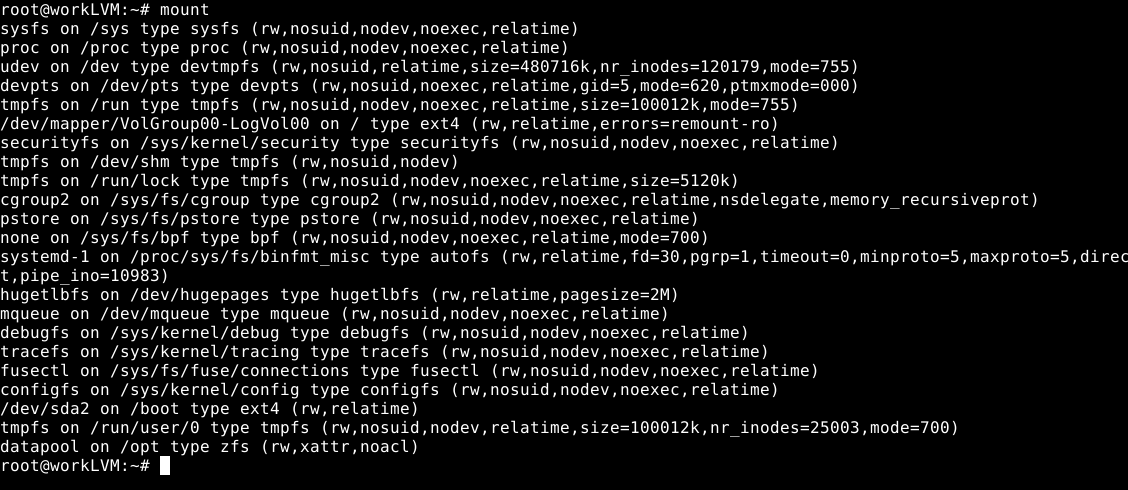 root@workLVM:~# mount
sysfs on /sys type sysfs (rw,nosuid,nodev,noexec,relatime)
proc on /proc type proc (rw,nosuid,nodev,noexec,relatime)
udev on /dev type devtmpfs (rw,nosuid,relatime,size=480716k,nr_inodes=120179,mode=755)
devpts on /dev/pts type devpts (rw,nosuid,noexec,relatime,gid=5,mode=620,ptmxmode=000)
tmpfs on /run type tmpfs (rw,nosuid,nodev,noexec,relatime,size=100012k,mode=755)
/dev/mapper/VolGroup00-LogVol00 on / type ext4 (rw,relatime,errors=remount-ro)
securityfs on /sys/kernel/security type securityfs (rw,nosuid,nodev,noexec,relatime)
tmpfs on /dev/shm type tmpfs (rw,nosuid,nodev)
tmpfs on /run/lock type tmpfs (rw,nosuid,nodev,noexec,relatime,size=5120k)
cgroup2 on /sys/fs/cgroup type cgroup2 (rw,nosuid,nodev,noexec,relatime,nsdelegate,memory_recursiveprot)
pstore on /sys/fs/pstore type pstore (rw,nosuid,nodev,noexec,relatime)
none on /sys/fs/bpf type bpf (rw,nosuid,nodev,noexec,relatime,mode=700)
systemd-1 on /proc/sys/fs/binfmt_misc type autofs (rw,relatime,fd=30,pgrp=1,timeout=0,minproto=5,maxproto=5,direc
t,pipe_ino=10983)
hugetlbfs on /dev/hugepages type hugetlbfs (rw,relatime,pagesize=2M)
mqueue on /dev/mqueue type mqueue (rw,nosuid,nodev,noexec,relatime)
debugfs on /sys/kernel/debug type debugfs (rw,nosuid,nodev,noexec,relatime)
tracefs on /sys/kernel/tracing type tracefs (rw,nosuid,nodev,noexec,relatime)
fusectl on /sys/fs/fuse/connections type fusectl (rw,nosuid,nodev,noexec,relatime)
configfs on /sys/kernel/config type configfs (rw,nosuid,nodev,noexec,relatime)
/dev/sda2 on /boot type ext4 (rw,relatime)
tmpfs on /run/user/0 type tmpfs (rw,nosuid,nodev,relatime,size=100012k,nr_inodes=25003,mode=700)
datapool on /opt type zfs (rw,xattr,noacl)
root@workLVM:~#